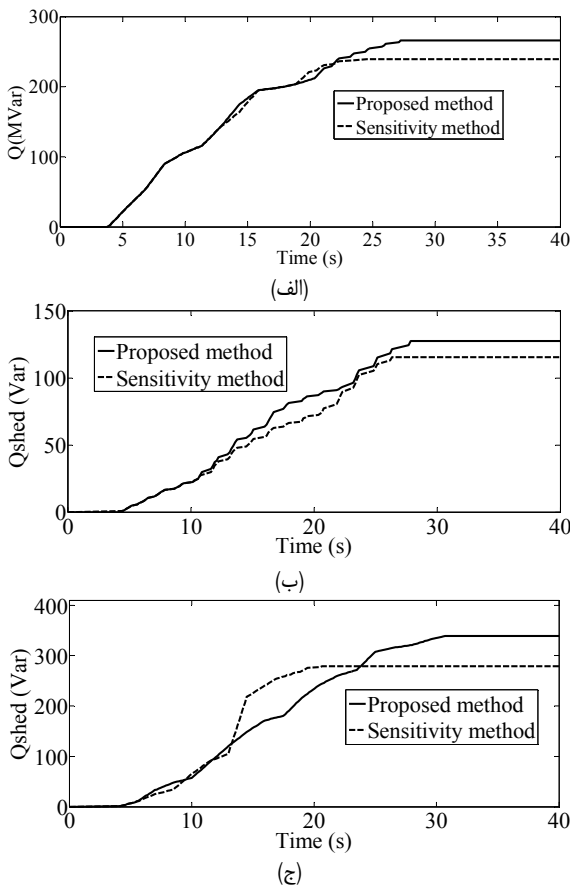 300
200
100
0
Q(MVar)
Proposed method
Sensitivity method
0 5 10 15 20 25 30 35 40
Time (s)
(الف)
150
100
50
0
Qshed (Var)
Proposed method
Sensitivity method
0 10 20 30 40
Time (s)
(ب)
400
300
200
100
0
Qshed (Var)
Proposed method
Sensitivity method
0 10 20 30 40
Time (s)
(ج)